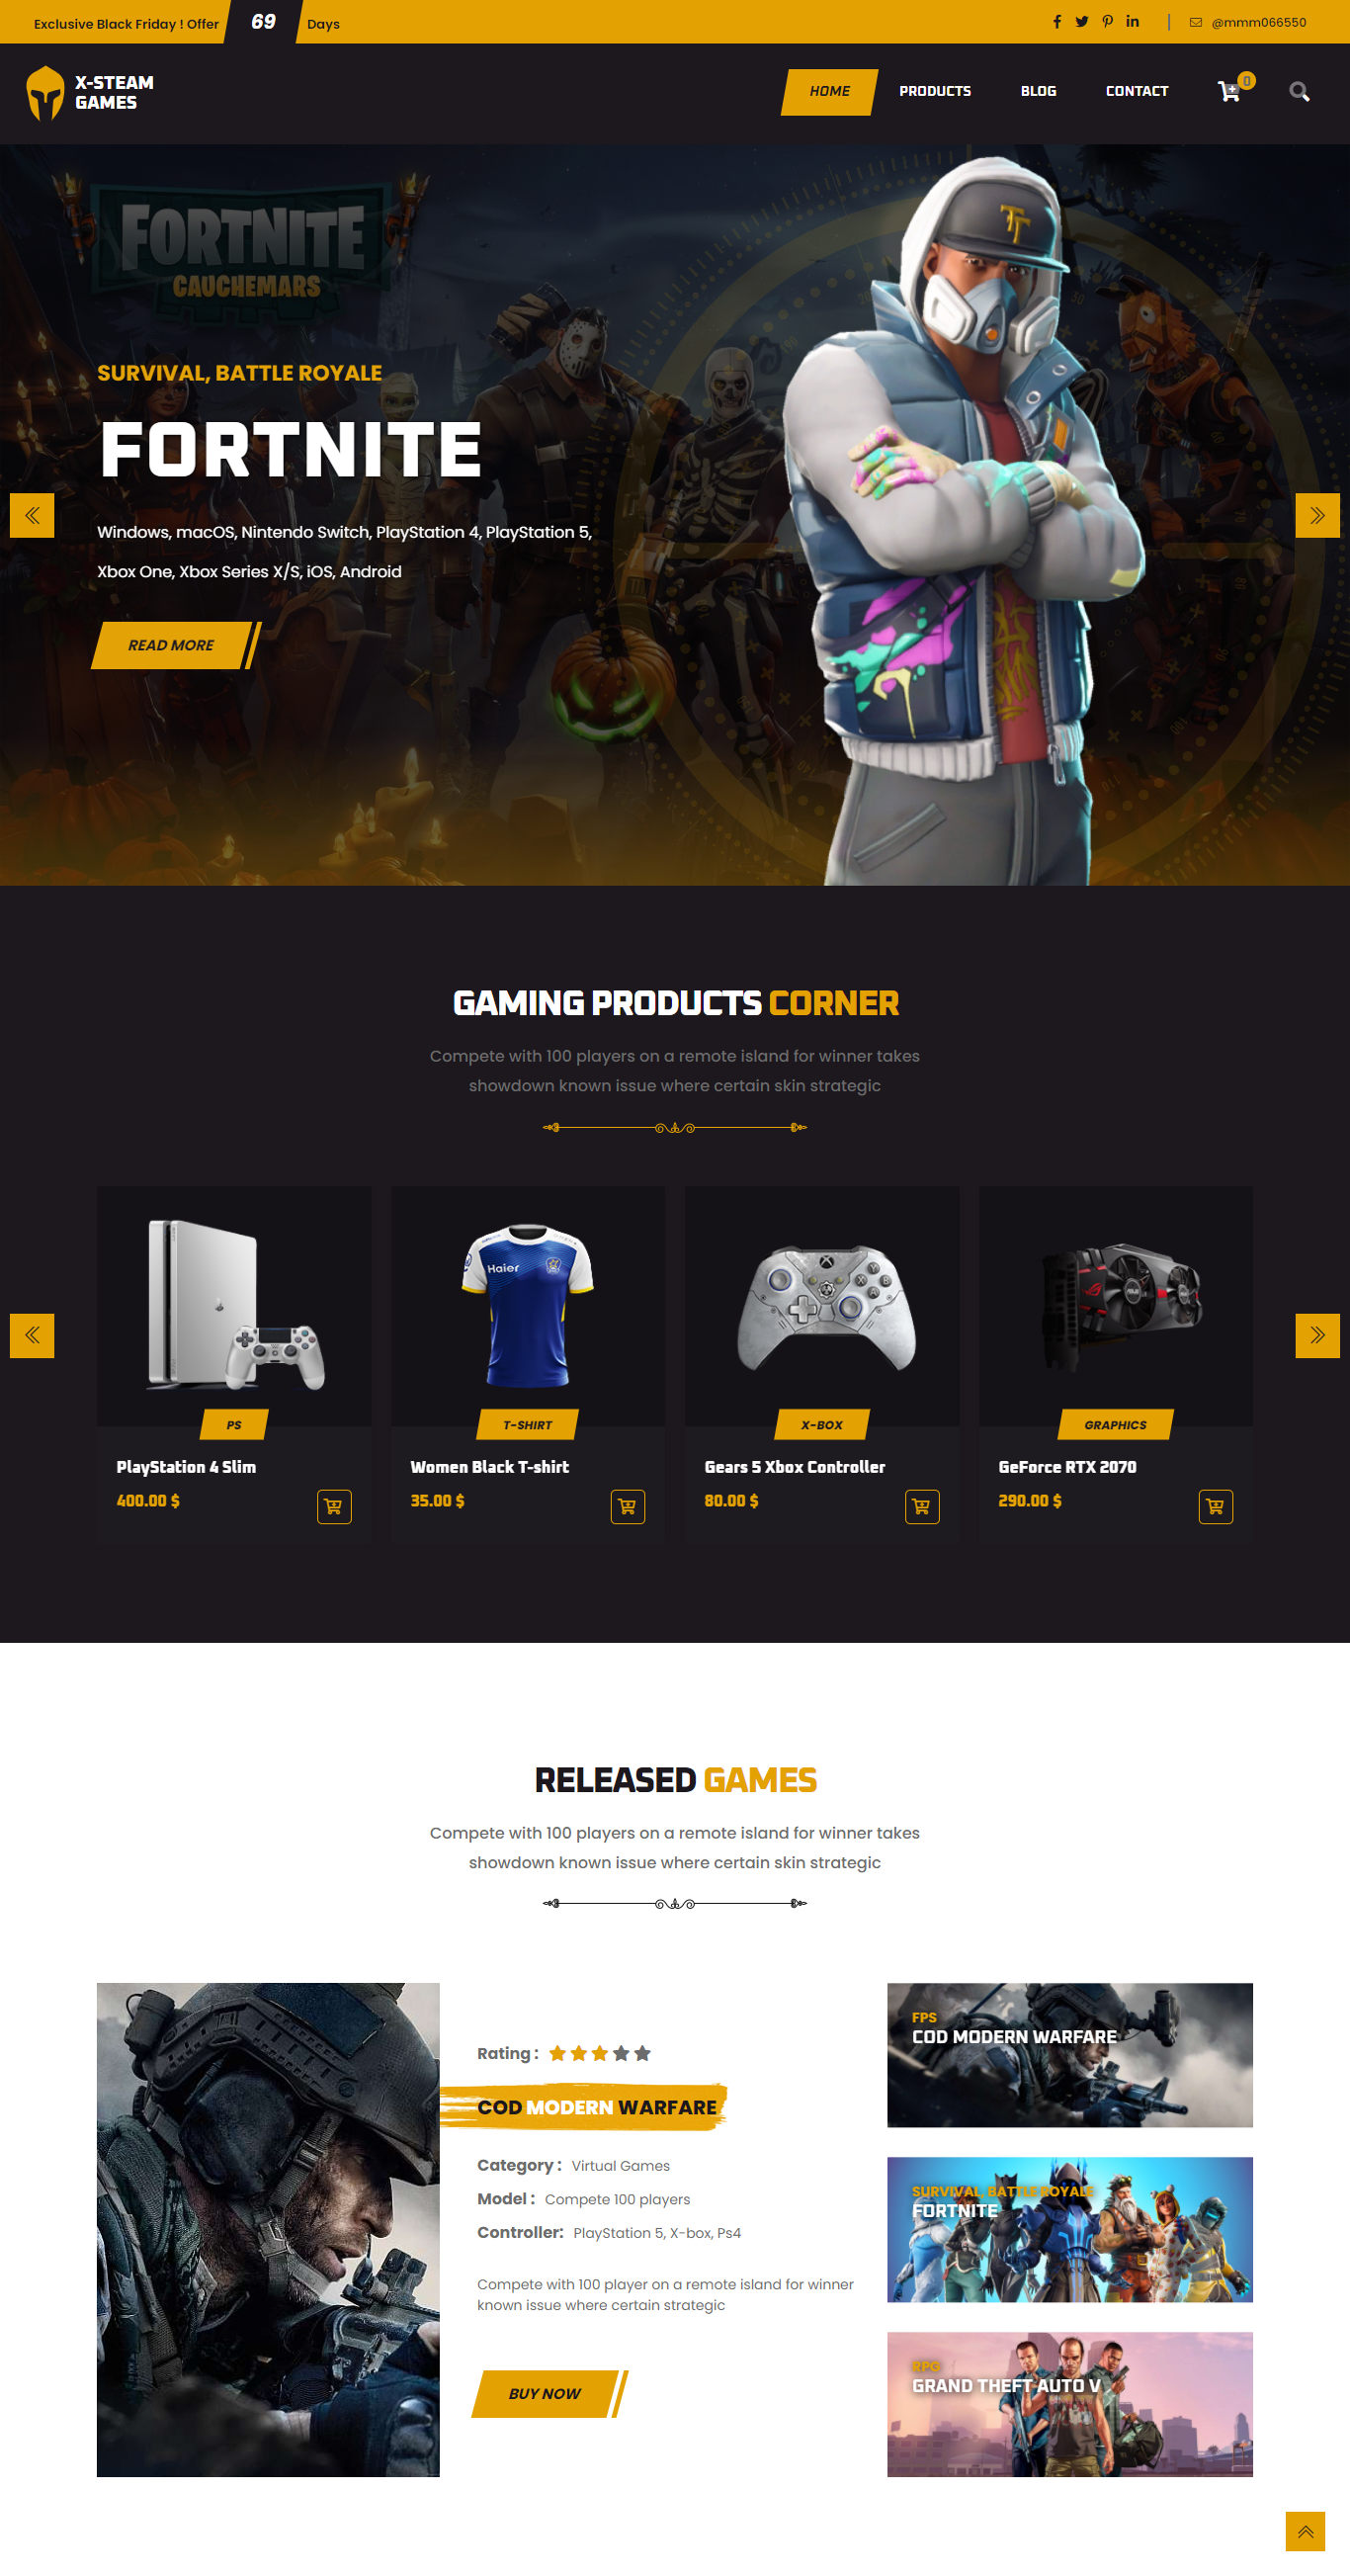 Exclusive Black Friday ! Offer 69 Days
@mmm066550
X-STEAM
GAMES
HOME PRODUCTS BLOG CONTACT 0
FORTNITE
CAUCHEMARS
SURVIVAL, BATTLE ROYALE
FORTNITE
Windows, macOS, Nintendo Switch, PlayStation 4, PlayStation 5,
Xbox One, Xbox Series X/S, iOS, Android
READ MORE
GAMING PRODUCTS CORNER
Compete with 100 players on a remote island for winner takes
showdown known issue where certain skin strategic
Haier
PS
PlayStation 4 Slim
400.00 $
T-SHIRT
Women Black T-shirt
35.00 $
X-BOX
Gears 5 Xbox Controller
80.00 $
GRAPHICS
GeForce RTX 2070
290.00 $
RELEASED GAMES
Compete with 100 players on a remote island for winner takes
showdown known issue where certain skin strategic
Rating :
COD MODERN WARFARE
Category : Virtual Games
Model : Compete 100 players
Controller: PlayStation 5, X-box, Ps4
Compete with 100 player on a remote island for winner
known issue where certain strategic
BUY NOW
FPS
COD MODERN WARFARE
SURVIVAL, BATTLE ROYALE
FORTNITE
RPG
GRAND THEFT AUTO V